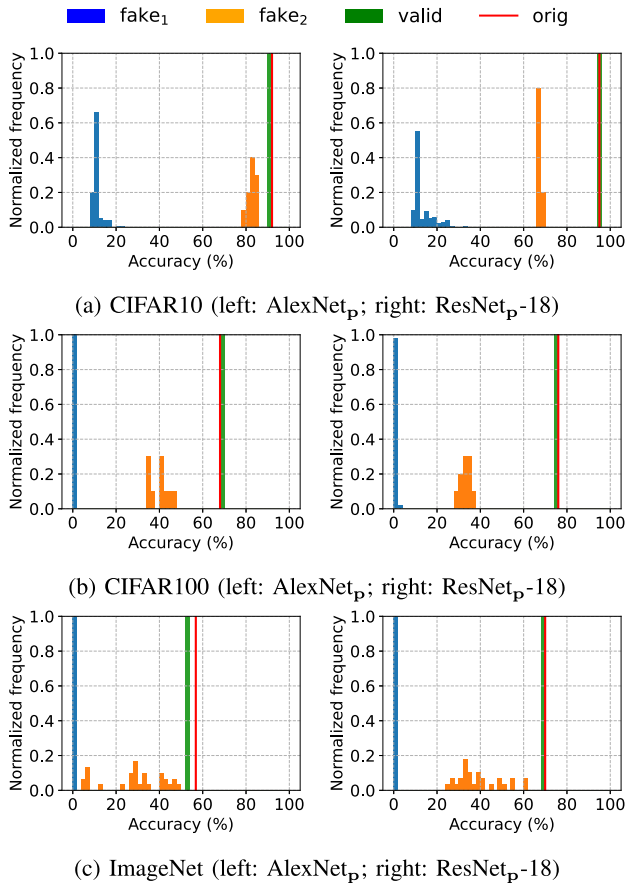 fake₁ fake₂ valid orig
Normalized frequency Normalized frequency
1.0 1.0
0.8 0.8
0.6 0.6
0.4 0.4
0.2 0.2
0.0 0.0
0 20 40 60 80 100 0 20 40 60 80 100
Accuracy (%) Accuracy (%)
(a) CIFAR10 (left: AlexNetₚ; right: ResNetₚ-18)
Normalized frequency Normalized frequency
1.0 1.0
0.8 0.8
0.6 0.6
0.4 0.4
0.2 0.2
0.0 0.0
0 20 40 60 80 100 0 20 40 60 80 100
Accuracy (%) Accuracy (%)
(b) CIFAR100 (left: AlexNetₚ; right: ResNetₚ-18)
Normalized frequency Normalized frequency
1.0 1.0
0.8 0.8
0.6 0.6
0.4 0.4
0.2 0.2
0.0 0.0
0 20 40 60 80 100 0 20 40 60 80 100
Accuracy (%) Accuracy (%)
(c) ImageNet (left: AlexNetₚ; right: ResNetₚ-18)